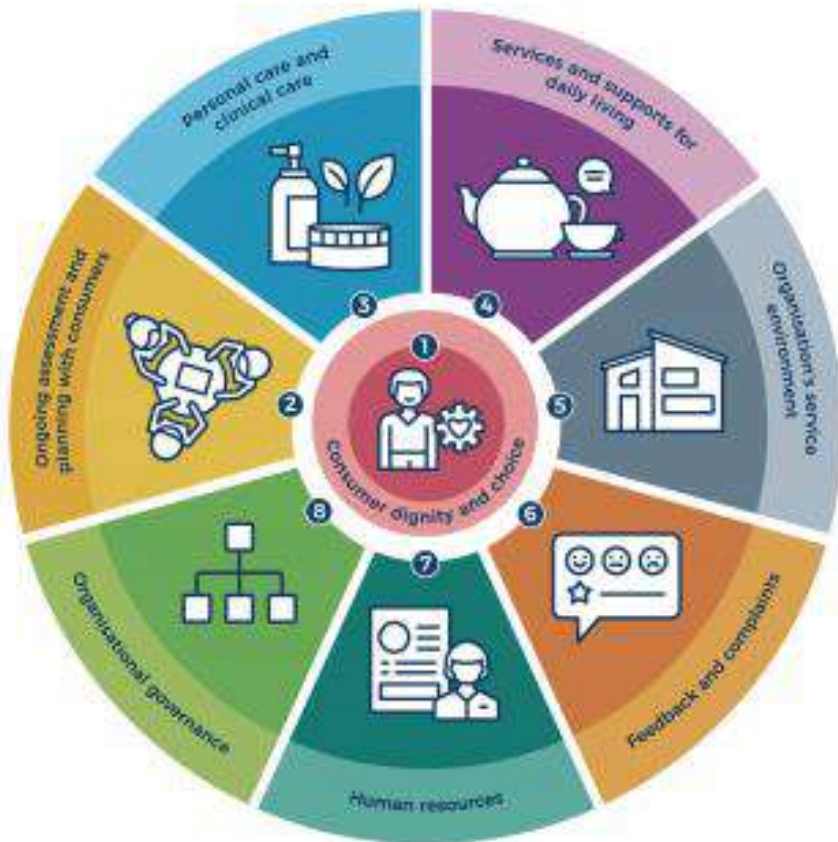 1
Consumer dignity and choice
2
Ongoing assessment and
planning with consumers
3
Personal care and
clinical care
4
Services and supports for
daily living
5
Organisation's service
environment
6
Feedback and complaints
7
Human resources
8
Organisational governance